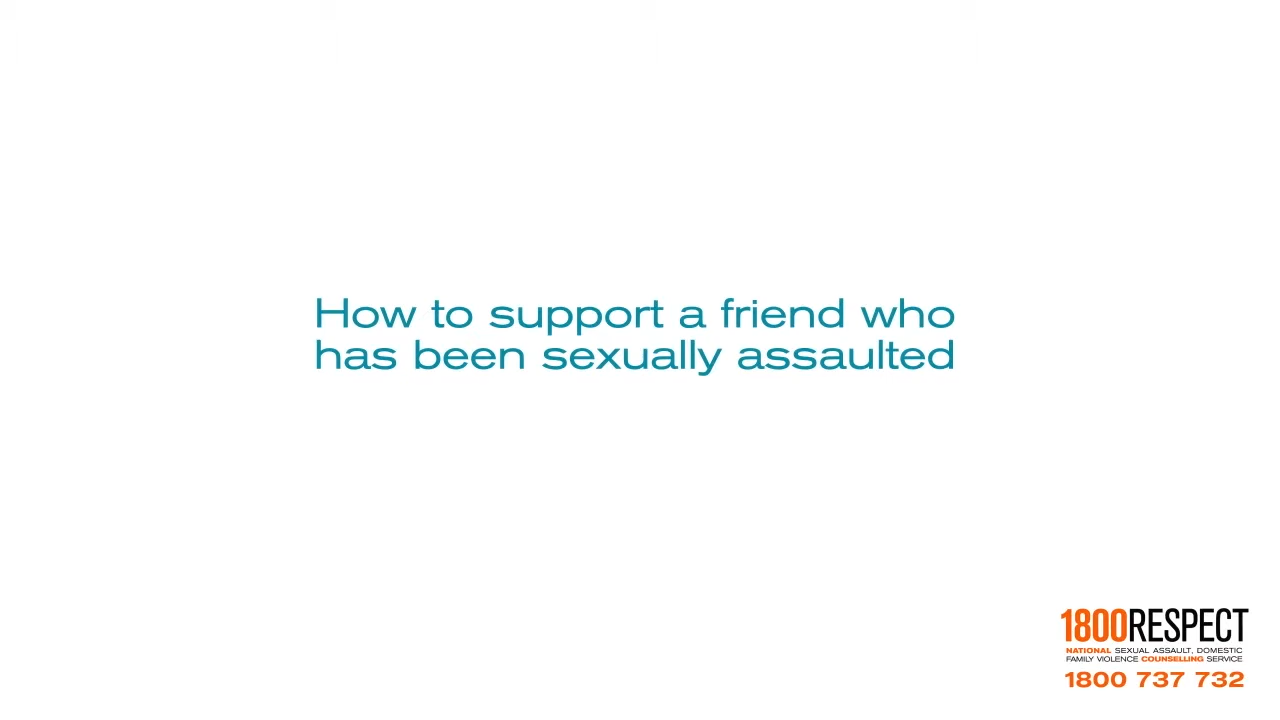 How to support a friend who
has been sexually assaulted
1800RESPECT
NATIONAL SEXUAL ASSAULT, DOMESTIC
FAMILY VIOLENCE COUNSELLING SERVICE
1800 737 732